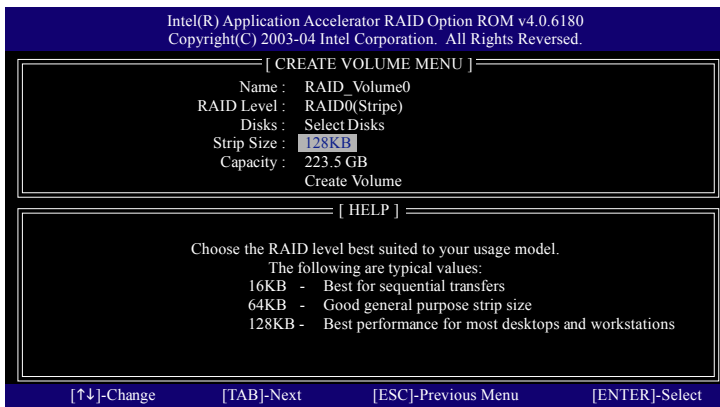 Intel(R) Application Accelerator RAID Option ROM v4.0.6180
Copyright(C) 2003-04 Intel Corporation. All Rights Reversed.
[ CREATE VOLUME MENU ]
Name : RAID_Volume0
RAID Level : RAID0(Stripe)
Disks : Select Disks
Strip Size : 128KB
Capacity : 223.5 GB
Create Volume
[ HELP ]
Choose the RAID level best suited to your usage model.
The following are typical values:
16KB - Best for sequential transfers
64KB - Good general purpose strip size
128KB - Best performance for most desktops and workstations
[↑↓]-Change [TAB]-Next [ESC]-Previous Menu [ENTER]-Select